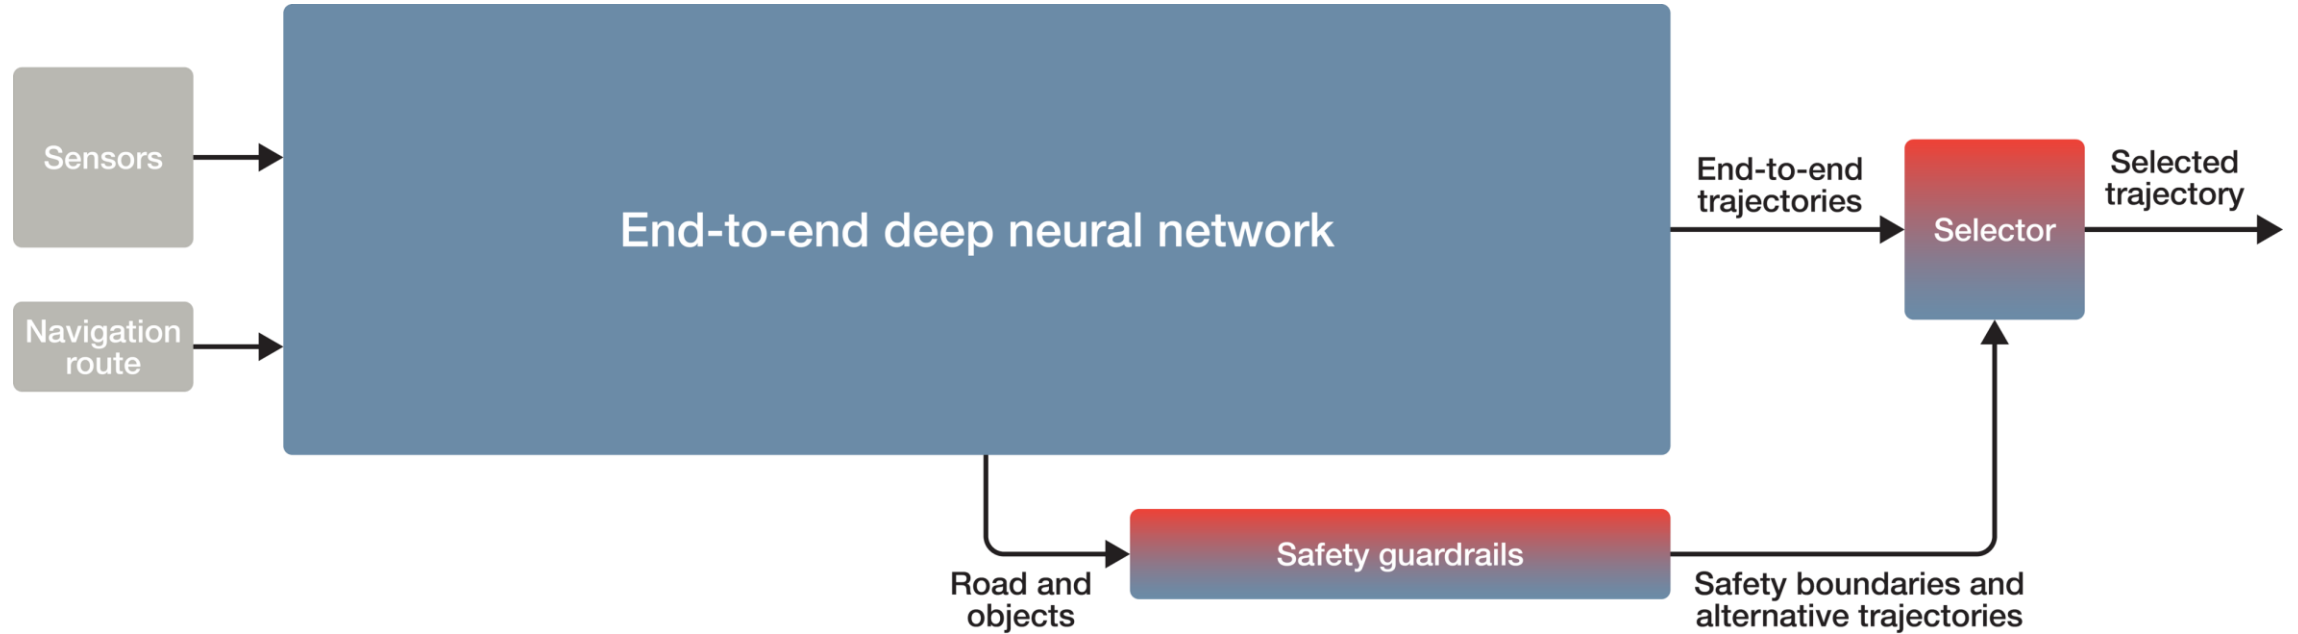 Sensors
Navigation
route
End-to-end deep neural network
End-to-end
trajectories
Selector
Selected
trajectory
Road and
objects
Safety guardrails
Safety boundaries and
alternative trajectories